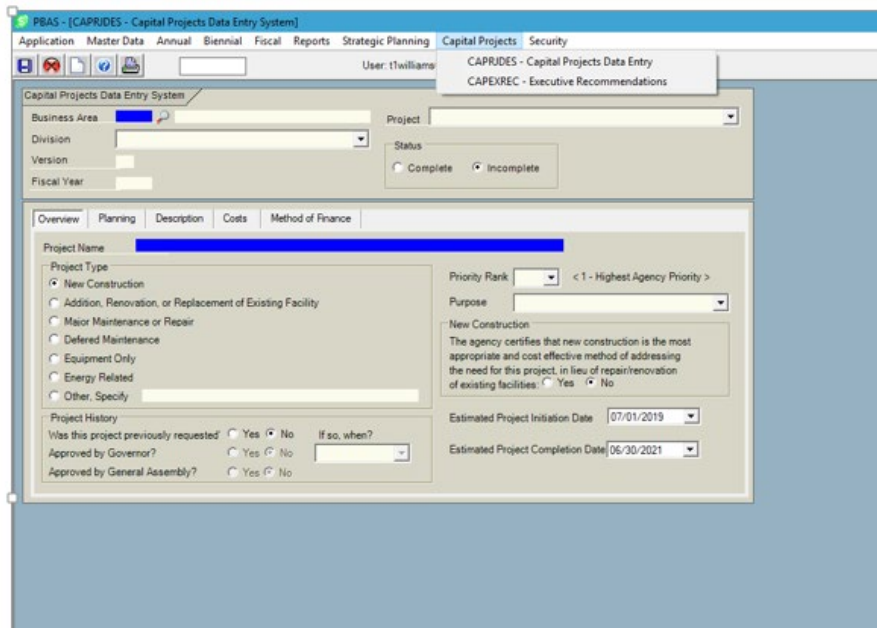 PBAS - [CAPRIDES - Capital Projects Data Entry System]
Application Master Data Annual Biennial Fiscal Reports Strategic Planning Capital Projects Security
User: t1williams
CAPRJDES - Capital Projects Data Entry
CAPEXREC - Executive Recommendations
Capital Projects Data Entry System
Business Area
Project
Division
Status
Version
Complete Incomplete
Fiscal Year
Overview Planning Description Costs Method of Finance
Project Name
Project Type
New Construction
Priority Rank < 1 - Highest Agency Priority >
Addition, Renovation, or Replacement of Existing Facility
Purpose
Major Maintenance or Repair
New Construction
Defered Maintenance
The agency certifies that new construction is the most
Equipment Only
appropriate and cost effective method of addressing
Energy Related
the need for this project, in lieu of repair/renovation
of existing facilities: Yes No
Other, Specify
Project History
Estimated Project Initiation Date 07/01/2019
Was this project previously requested' Yes No If so, when?
Approved by Governor? Yes No
Estimated Project Completion Date 06/30/2021
Approved by General Assembly? Yes No